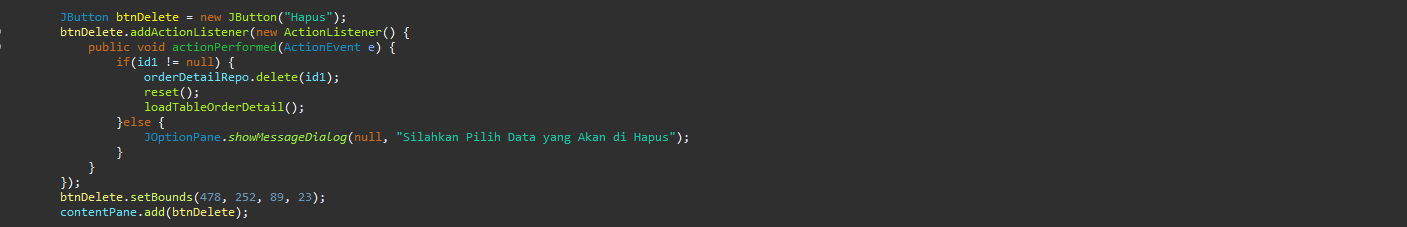 JButton btnDelete = new JButton("Hapus");
btnDelete.addActionListener(new ActionListener() {
public void actionPerformed(ActionEvent e) {
if(id1 != null) {
orderDetailRepo.delete(id1);
reset();
loadTableOrderDetail();
}else {
JOptionPane.showMessageDialog(null, "Silahkan Pilih Data yang Akan di Hapus");
}
}
});
btnDelete.setBounds(478, 252, 89, 23);
contentPane.add(btnDelete);